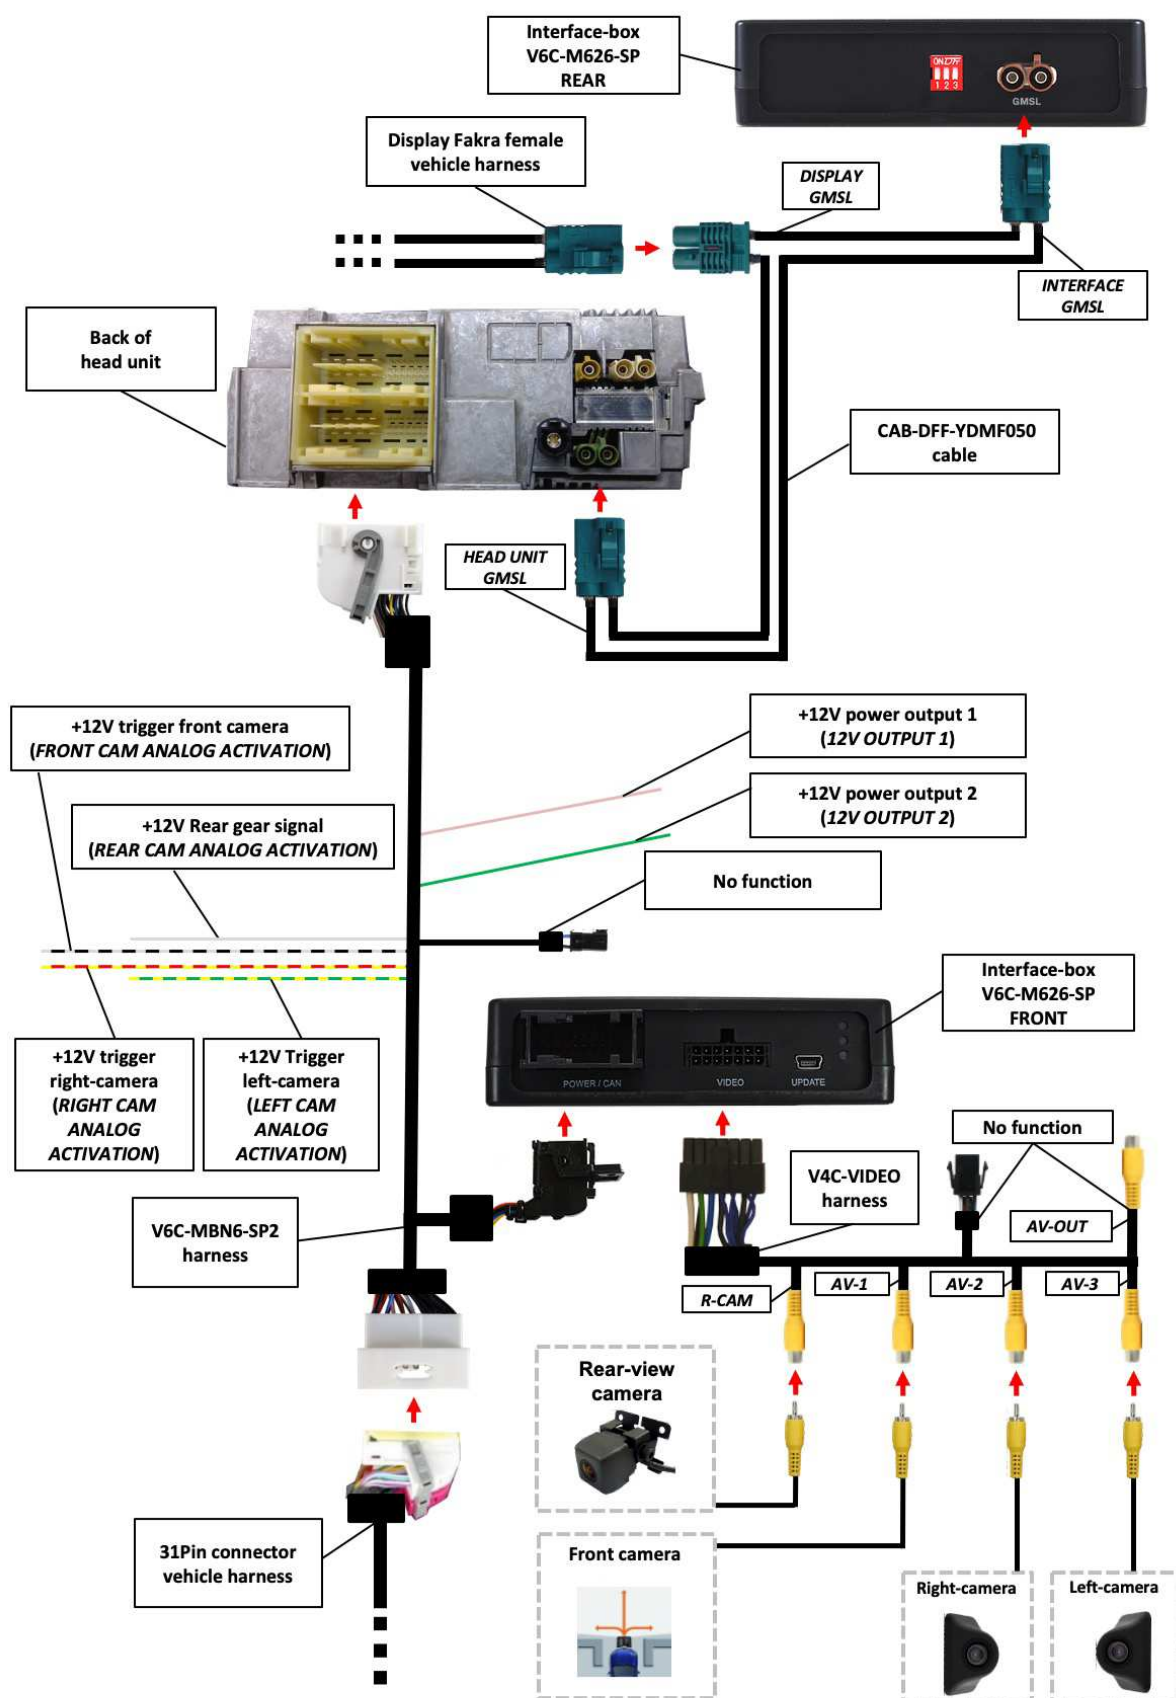 Interface-box
V6C-M626-SP
REAR
ON OFF
1 2 3
GMSL
Display Fakra female
vehicle harness
DISPLAY
GMSL
INTERFACE
GMSL
Back of
head unit
CAB-DFF-YDMF050
cable
HEAD UNIT
GMSL
+12V trigger front camera
(FRONT CAM ANALOG ACTIVATION)
+12V power output 1
(12V OUTPUT 1)
+12V power output 2
(12V OUTPUT 2)
+12V Rear gear signal
(REAR CAM ANALOG ACTIVATION)
No function
Interface-box
V6C-M626-SP
FRONT
+12V trigger
right-camera
(RIGHT CAM
ANALOG
ACTIVATION)
+12V Trigger
left-camera
(LEFT CAM
ANALOG
ACTIVATION)
POWER / CAN
VIDEO
UPDATE
No function
V4C-VIDEO
harness
AV-OUT
V6C-MBN6-SP2
harness
R-CAM
AV-1
AV-2
AV-3
Rear-view
camera
31Pin connector
vehicle harness
Front camera
Right-camera
Left-camera